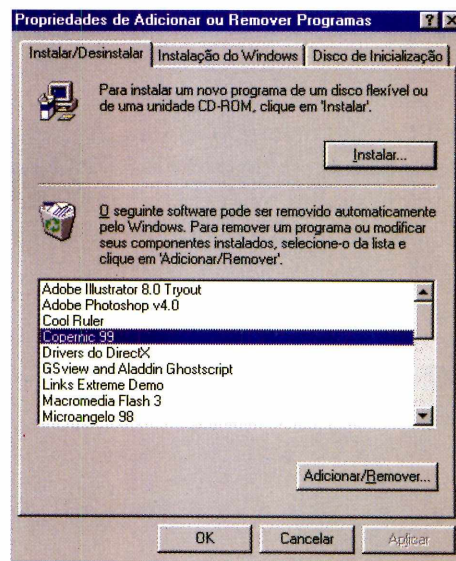 Propriedades de Adicionar ou Remover Programas
Instalar/Desinstalar
Instalação do Windows
Disco de Inicialização
Para instalar um novo programa de um disco flexível ou
de uma unidade CD-ROM, clique em 'Instalar'.
Instalar...
O seguinte software pode ser removido automaticamente
pelo Windows. Para remover um programa ou modificar
seus componentes instalados, selecione-o da lista e
clique em 'Adicionar/Remover'.
Adobe Illustrator 8.0 Tryout
Adobe Photoshop v4.0
Cool Ruler
Copernic 99
Drivers do DirectX
GSview and Aladdin Ghostscript
Links Extreme Demo
Macromedia Flash 3
Microangelo 98
Adicionar/Remover...
OK
Cancelar
Aplicar